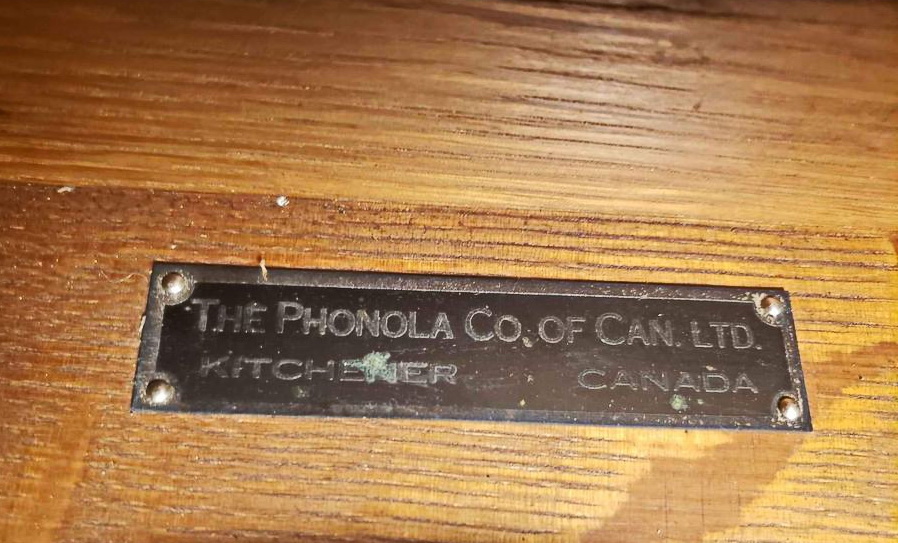 THE PHONOLA CO. OF CAN. LTD.
KITCHENER CANADA